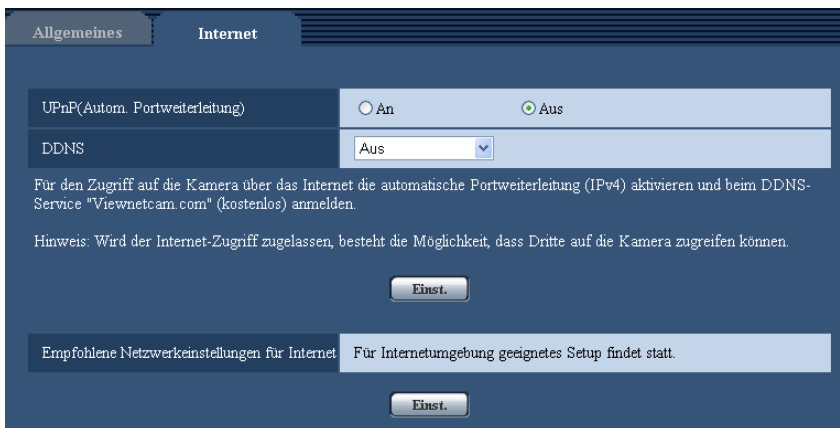 Allgemeines
Internet
UPnP(Autom. Portweiterleitung)
An
Aus
DDNS
Aus
Für den Zugriff auf die Kamera über das Internet die automatische Portweiterleitung (IPv4) aktivieren und beim DDNS-
Service "Viewnetcam.com" (kostenlos) anmelden.
Hinweis: Wird der Internet-Zugriff zugelassen, besteht die Möglichkeit, dass Dritte auf die Kamera zugreifen können.
Einst.
Empfohlene Netzwerkeinstellungen für Internet
Für Internetumgebung geeignetes Setup findet statt.
Einst.